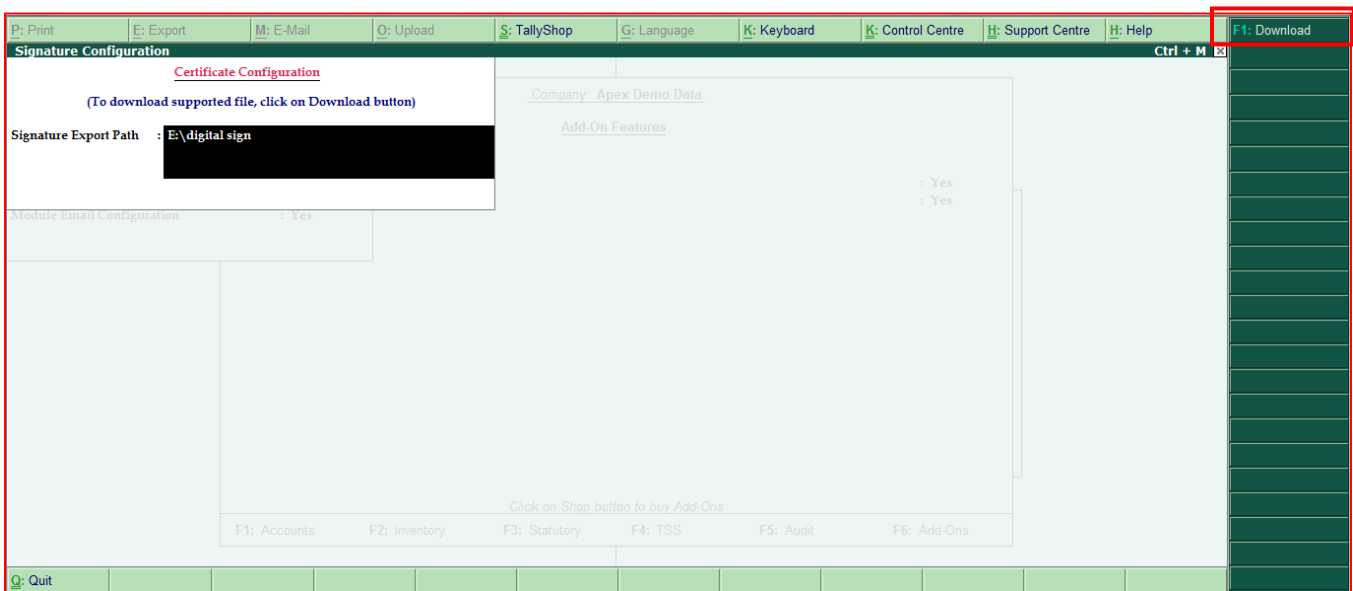 P: Print E: Export M: E-Mail O: Upload S: TallyShop G: Language K: Keyboard K: Control Centre H: Support Centre H: Help F1: Download
Signature Configuration Ctrl + M
Certificate Configuration
(To download supported file, click on Download button)
Signature Export Path : E:\digital sign
Company: Apex Demo Data
Add-On Features
: Yes
: Yes
Module Email Configuration : Yes
Click on Shop button to buy Add-Ons
F1: Accounts F2: Inventory F3: Statutory F4: TSS F5: Audit F6: Add-Ons
Q: Quit